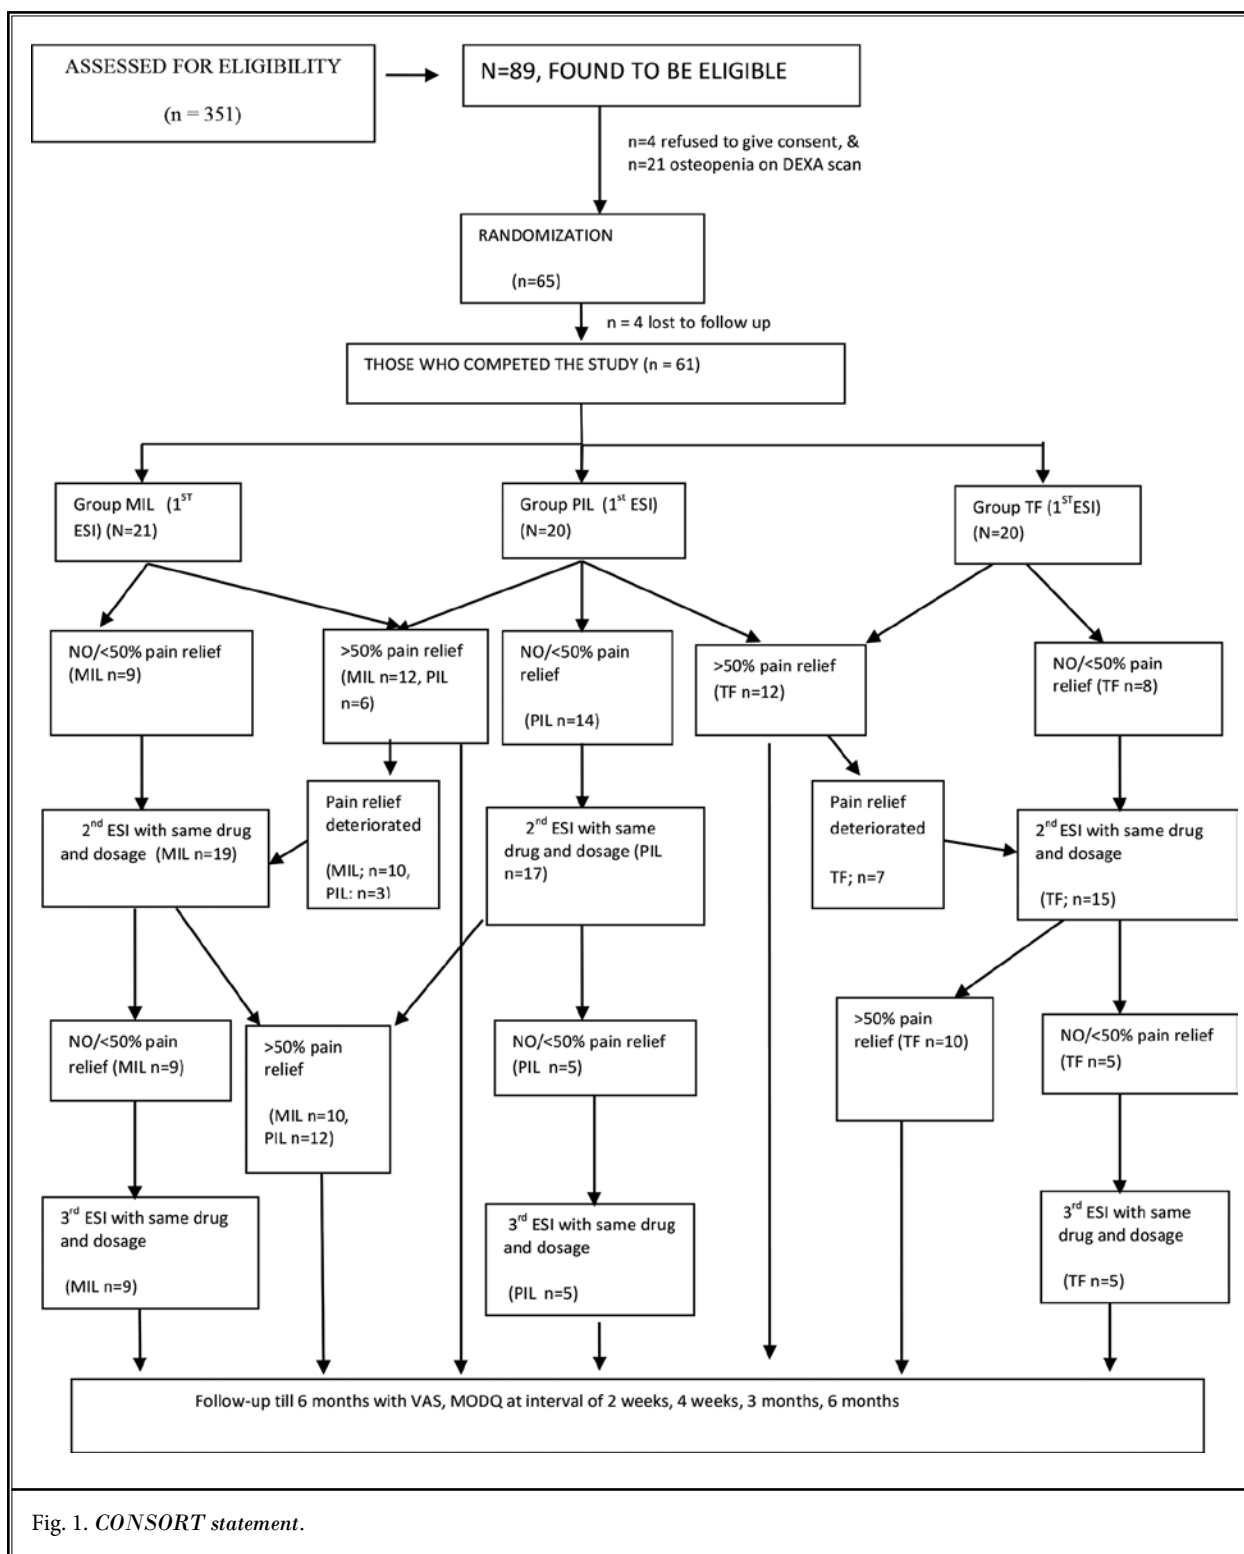 ASSESSED FOR ELIGIBILITY
(n = 351)
N=89, FOUND TO BE ELIGIBLE
n=4 refused to give consent, &
n=21 osteopenia on DEXA scan
RANDOMIZATION
(n=65)
n = 4 lost to follow up
THOSE WHO COMPETED THE STUDY (n = 61)
Group MIL (1ST
ESI) (N=21)
Group PIL (1st ESI)
(N=20)
Group TF (1STESI)
(N=20)
NO/<50% pain relief
(MIL n=9)
>50% pain relief
(MIL n=12, PIL
n=6)
NO/<50% pain
relief
(PIL n=14)
>50% pain relief
(TF n=12)
NO/<50% pain
relief (TF n=8)
2nd ESI with same drug
and dosage (MIL n=19)
Pain relief
deteriorated
(MIL; n=10,
PIL: n=3)
2nd ESI with same
drug and dosage (PIL
n=17)
Pain relief
deteriorated
TF; n=7
2nd ESI with same drug
and dosage
(TF; n=15)
NO/<50% pain
relief (MIL n=9)
>50% pain
relief
(MIL n=10,
PIL n=12)
NO/<50% pain relief
(PIL n=5)
>50% pain
relief (TF n=10)
NO/<50% pain relief
(TF n=5)
3rd ESI with same drug
and dosage
(MIL n=9)
3rd ESI with same drug
and dosage
(PIL n=5)
3rd ESI with same
drug and dosage
(TF n=5)
Follow-up till 6 months with VAS, MODQ at interval of 2 weeks, 4 weeks, 3 months, 6 months
Fig. 1. CONSORT statement.